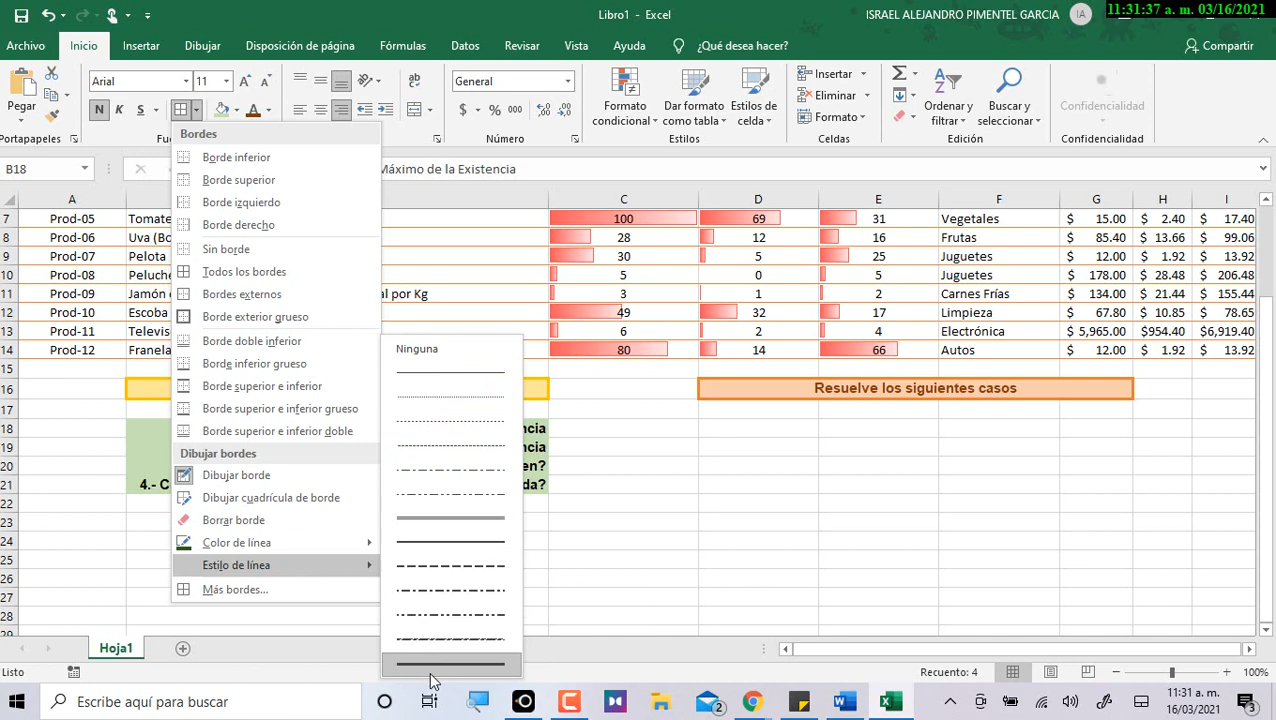 Libro1 - Excel
ISRAEL ALEJANDRO PIMENTEL GARCIA
IA
11:31:37 a. m. 03/16/2021
Archivo Inicio Insertar Dibujar Disposición de página Fórmulas Datos Revisar Vista Ayuda ¿Qué desea hacer? Compartir
Pegar
Arial 11
N K S
General
$ % 000
Formato condicional
Dar formato como tabla
Estilos de celda
Insertar
Eliminar
Formato
Ordenar y filtrar
Buscar y seleccionar
Confidencialidad
Portapapeles Número Estilos Celdas Edición Confidencialidad
B18 Máximo de la Existencia
A C D E F G H I
7 Prod-05 Tomate 100 69 31 Vegetales $ 15.00 $ 2.40 $ 17.40
8 Prod-06 Uva (Bo 28 12 16 Frutas $ 85.40 $ 13.66 $ 99.06
9 Prod-07 Pelota 30 5 25 Juguetes $ 12.00 $ 1.92 $ 13.92
10 Prod-08 Peluche 5 0 5 Juguetes $ 178.00 $ 28.48 $ 206.48
11 Prod-09 Jamón al por Kg 3 1 2 Carnes Frías $ 134.00 $ 21.44 $ 155.44
12 Prod-10 Escoba 49 32 17 Limpieza $ 67.80 $ 10.85 $ 78.65
13 Prod-11 Televis 6 2 4 Electrónica $ 5,965.00 $954.40 $6,919.40
14 Prod-12 Franela 80 14 66 Autos $ 12.00 $ 1.92 $ 13.92
15
16 Resuelve los siguientes casos
17
18 ncia
19 ncia
20 en?
21 4.- C da?
22
23
24
25
26
27
28
29
Bordes
Borde inferior
Borde superior
Borde izquierdo
Borde derecho
Sin borde
Todos los bordes
Bordes externos
Borde exterior grueso
Borde doble inferior
Borde inferior grueso
Borde superior e inferior
Borde superior e inferior grueso
Borde superior e inferior doble
Dibujar bordes
Dibujar borde
Dibujar cuadrícula de borde
Borrar borde
Color de línea
Estilo de línea
Más bordes...
Ninguna
Hoja1
Listo
Recuento: 4
100%
Escribe aquí para buscar
2
11:31 a. m.
16/03/2021
3